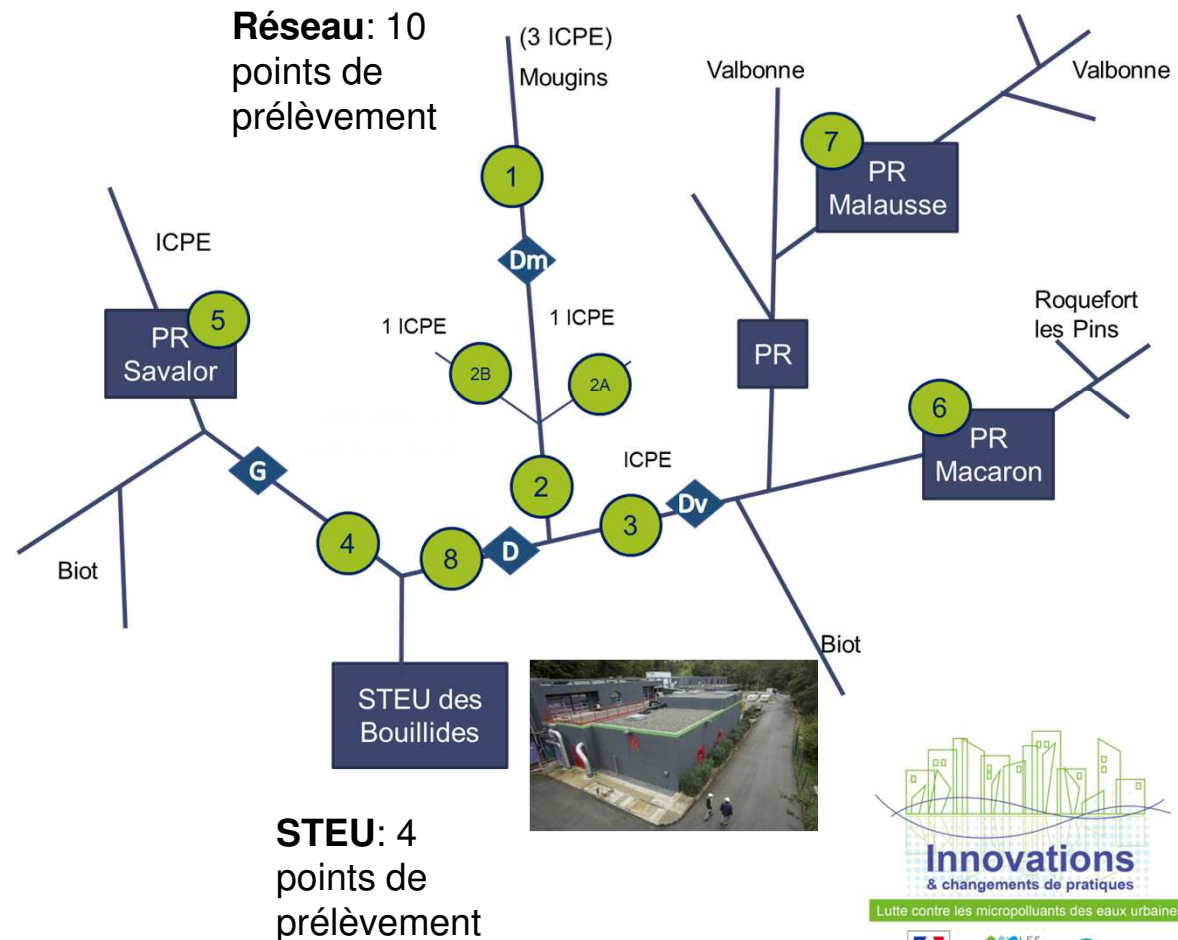 Réseau: 10
points de
prélèvement
(3 ICPE)
Mougins
Valbonne
Valbonne
1
7
PR
Malausse
Dm
ICPE
5
PR
Savalor
1 ICPE
1 ICPE
2B
2A
PR
Roquefort
les Pins
6
PR
Macaron
G
2
ICPE
Dv
3
4
8
D
Biot
Biot
STEU des
Bouillides
STEU: 4
points de
prélèvement
Innovations
& changements de pratiques
Lutte contre les micropolluants des eaux urbaines
LES